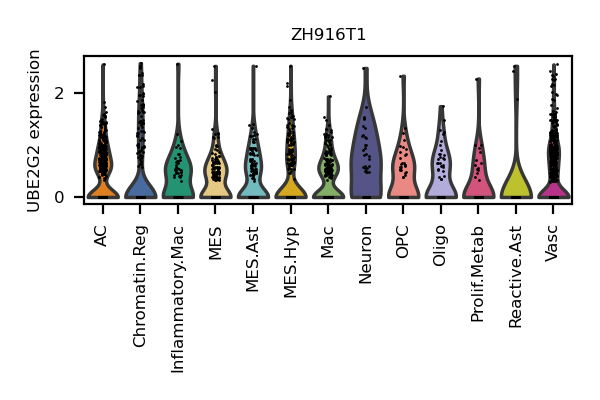 ZH916T1
UBE2G2 expression
2
0
AC
Chromatin.Reg
Inflammatory.Mac
MES
MES.Ast
MES.Hyp
Mac
Neuron
OPC
Oligo
Prolif.Metab
Reactive.Ast
Vasc